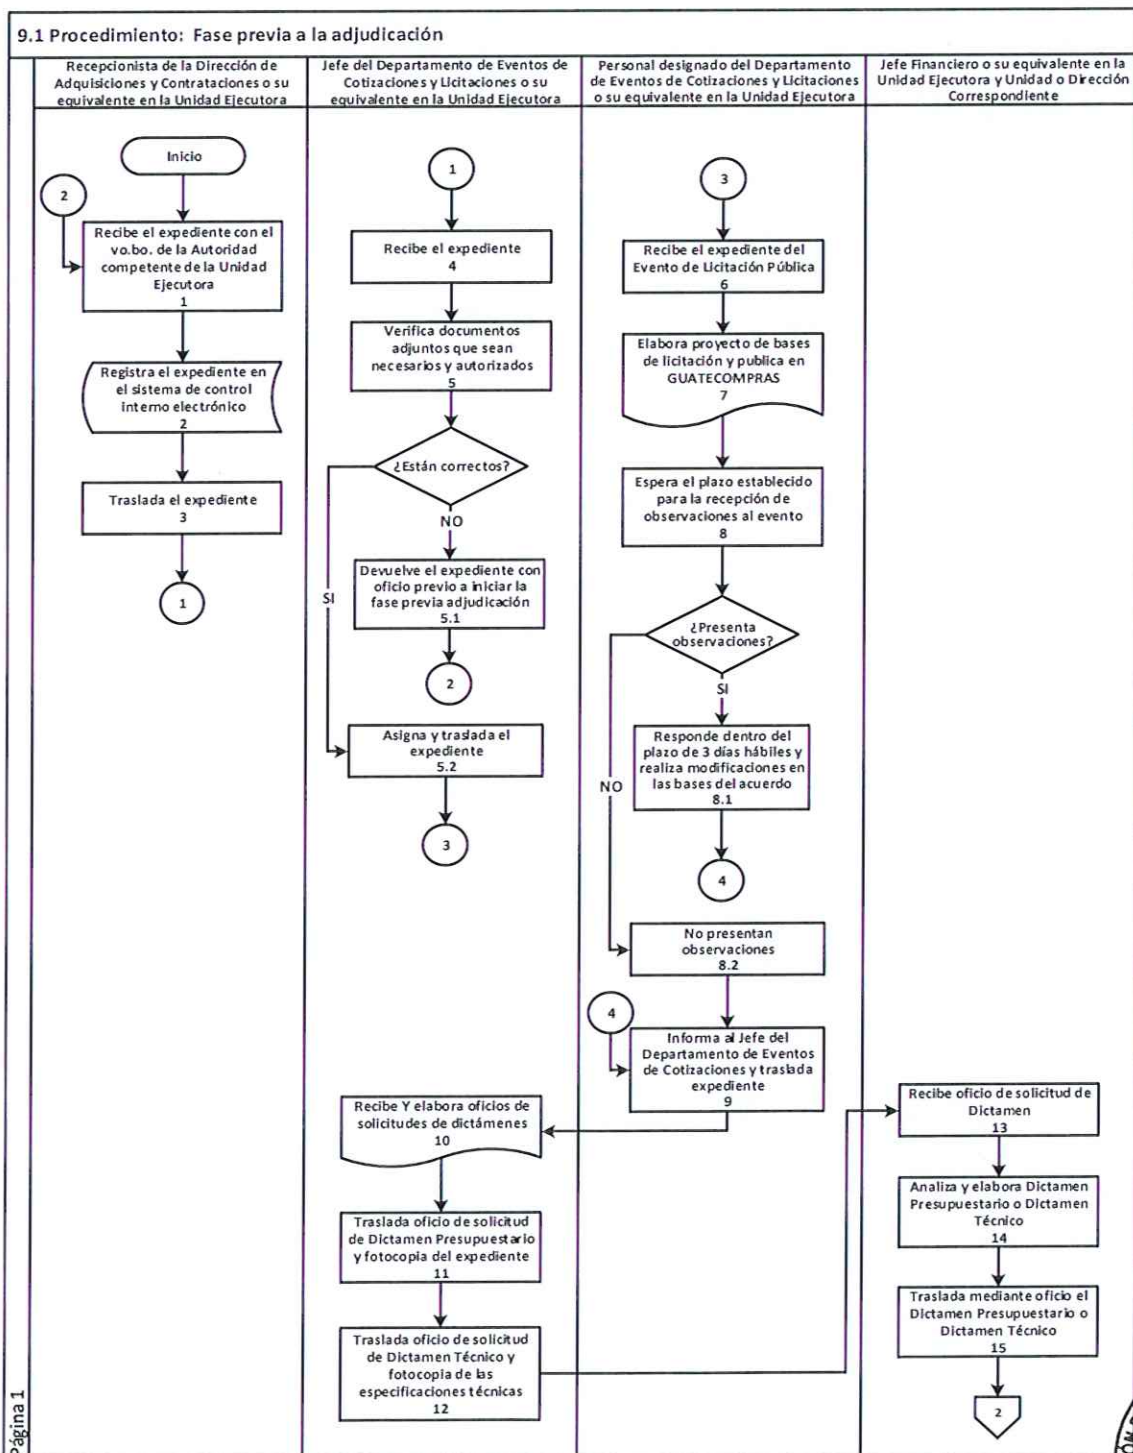 9.1 Procedimiento: Fase previa a la adjudicación
Recepcionista de la Dirección de
Adquisiciones y Contrataciones o su
equivalente en la Unidad Ejecutora
Jefe del Departamento de Eventos de
Cotizaciones y Licitaciones o su
equivalente en la Unidad Ejecutora
Personal designado del Departamento
de Eventos de Cotizaciones y Licitaciones
o su equivalente en la Unidad Ejecutora
Jefe Financiero o su equivalente en la
Unidad Ejecutora y Unidad o Dirección
Correspondiente
Inicio
2
Recibe el expediente con el
vo.bo. de la Autoridad
competente de la Unidad
Ejecutora
1
Registra el expediente en
el sistema de control
interno electrónico
2
Traslada el expediente
3
1
1
Recibe el expediente
4
Verifica documentos
adjuntos que sean
necesarios y autorizados
5
¿Están correctos?
NO
SI
Devuelve el expediente con
oficio previo a iniciar la
fase previa adjudicación
5.1
2
Asigna y traslada el
expediente
5.2
3
3
Recibe el expediente del
Evento de Licitación Pública
6
Elabora proyecto de bases
de licitación y publica en
GUATECOMPRAS
7
Espera el plazo establecido
para la recepción de
observaciones al evento
8
¿Presenta
observaciones?
SI
NO
Responde dentro del
plazo de 3 días hábiles y
realiza modificaciones en
las bases del acuerdo
8.1
4
No presentan
observaciones
8.2
4
Informa al Jefe del
Departamento de Eventos
de Cotizaciones y traslada
expediente
9
Recibe Y elabora oficios de
solicitudes de dictámenes
10
Traslada oficio de solicitud
de Dictamen Presupuestario
y fotocopia del expediente
11
Traslada oficio de solicitud
de Dictamen Técnico y
fotocopia de las
especificaciones técnicas
12
Recibe oficio de solicitud de
Dictamen
13
Analiza y elabora Dictamen
Presupuestario o Dictamen
Técnico
14
Traslada mediante oficio el
Dictamen Presupuestario o
Dictamen Técnico
15
2
Página 1